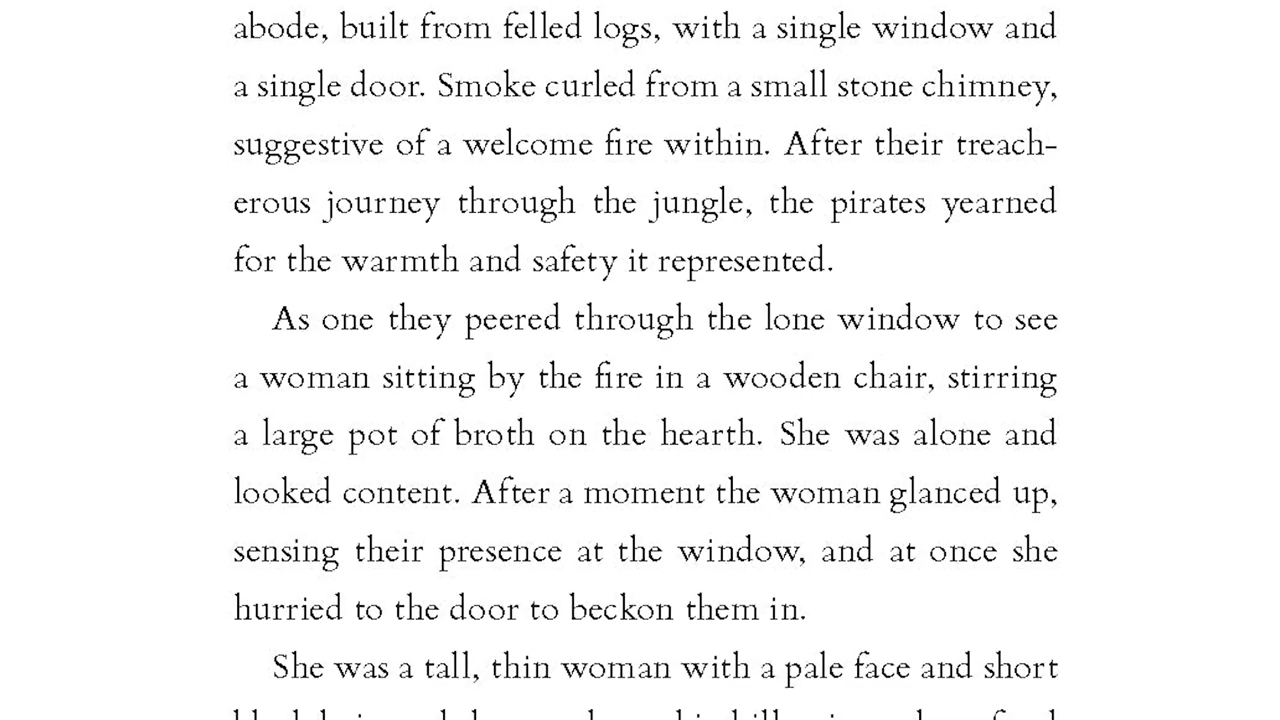 abode, built from felled logs, with a single window and
a single door. Smoke curled from a small stone chimney,
suggestive of a welcome fire within. After their treach-
erous journey through the jungle, the pirates yearned
for the warmth and safety it represented.
As one they peered through the lone window to see
a woman sitting by the fire in a wooden chair, stirring
a large pot of broth on the hearth. She was alone and
looked content. After a moment the woman glanced up,
sensing their presence at the window, and at once she
hurried to the door to beckon them in.
She was a tall, thin woman with a pale face and short